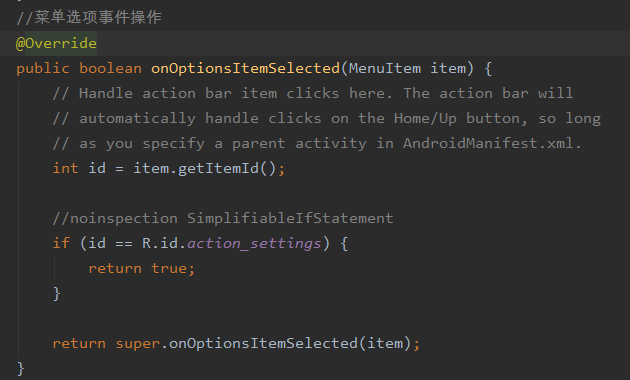 //菜单选项事件操作
@Override
public boolean onOptionsItemSelected(MenuItem item) {
    // Handle action bar item clicks here. The action bar will
    // automatically handle clicks on the Home/Up button, so long
    // as you specify a parent activity in AndroidManifest.xml.
    int id = item.getItemId();

    //noinspection SimplifiableIfStatement
    if (id == R.id.action_settings) {
        return true;
    }

    return super.onOptionsItemSelected(item);
}